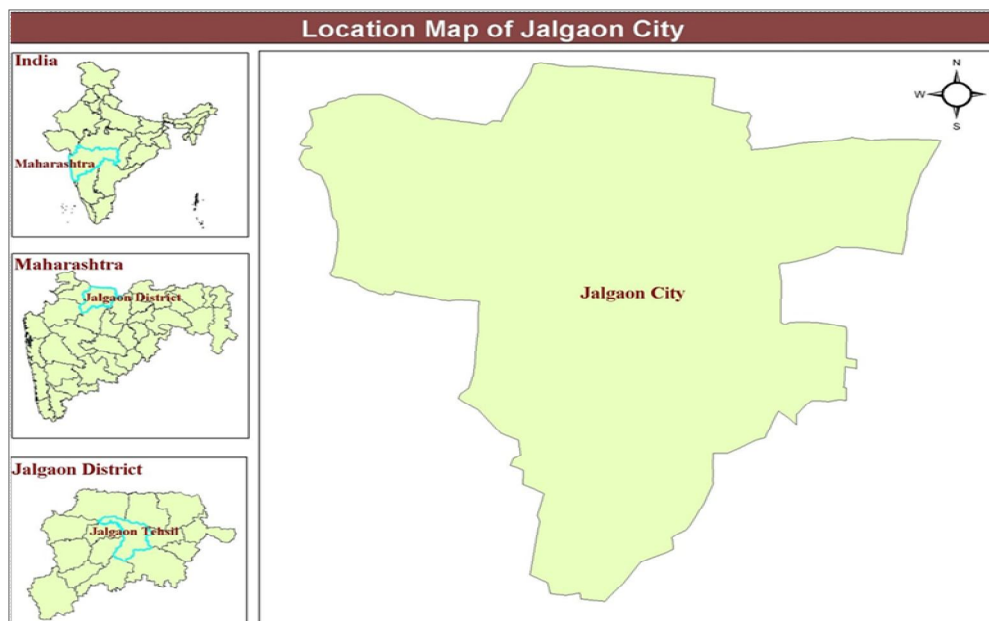 Location Map of Jalgaon City
India
Maharashtra
Maharashtra
Jalgaon District
Jalgaon District
Jalgaon Tehsil
Jalgaon City
N
W
S